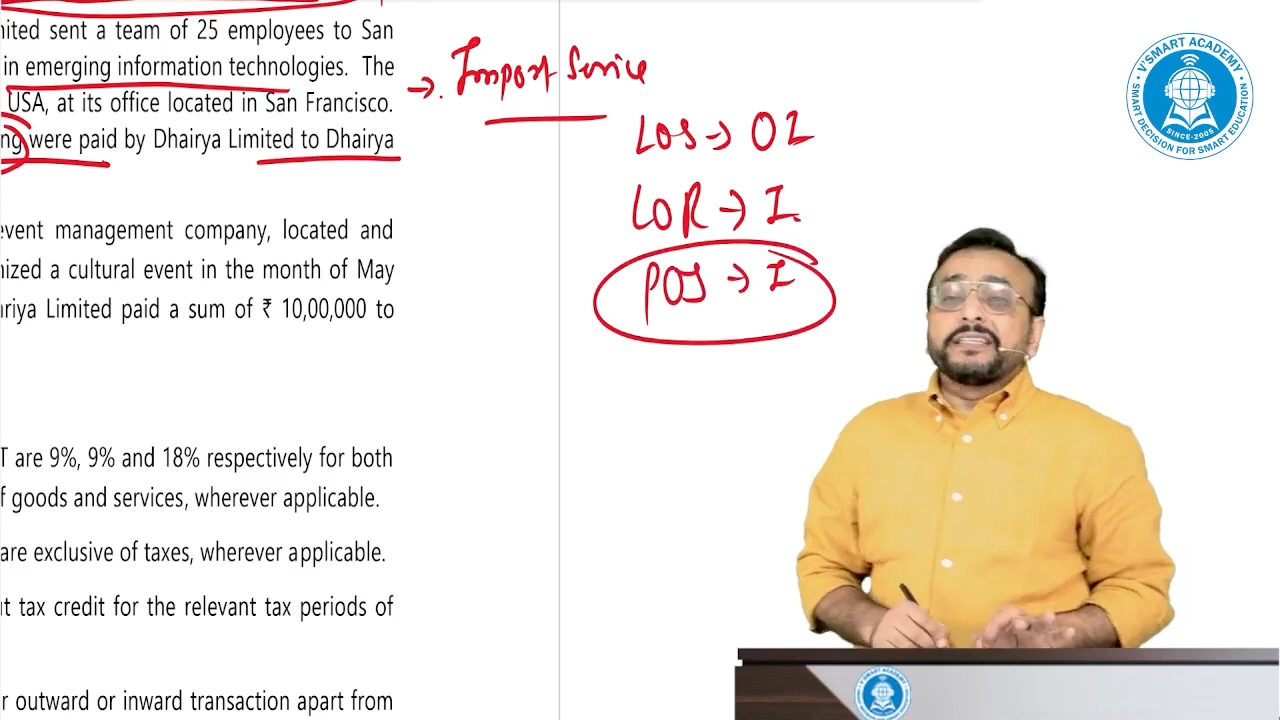 nited sent a team of 25 employees to San
in emerging information technologies. The
USA, at its office located in San Francisco.
ng were paid by Dhairya Limited to Dhairya
event management company, located and
nized a cultural event in the month of May
ariya Limited paid a sum of ₹ 10,00,000 to
T are 9%, 9% and 18% respectively for both
f goods and services, wherever applicable.
are exclusive of taxes, wherever applicable.
ut tax credit for the relevant tax periods of
r outward or inward transaction apart from
→. Import Service
LOS → OI
LOR → I
POS → I
V'SMART ACADEMY
SINCE-2005
SMART DECISION FOR SMART EDUCATION